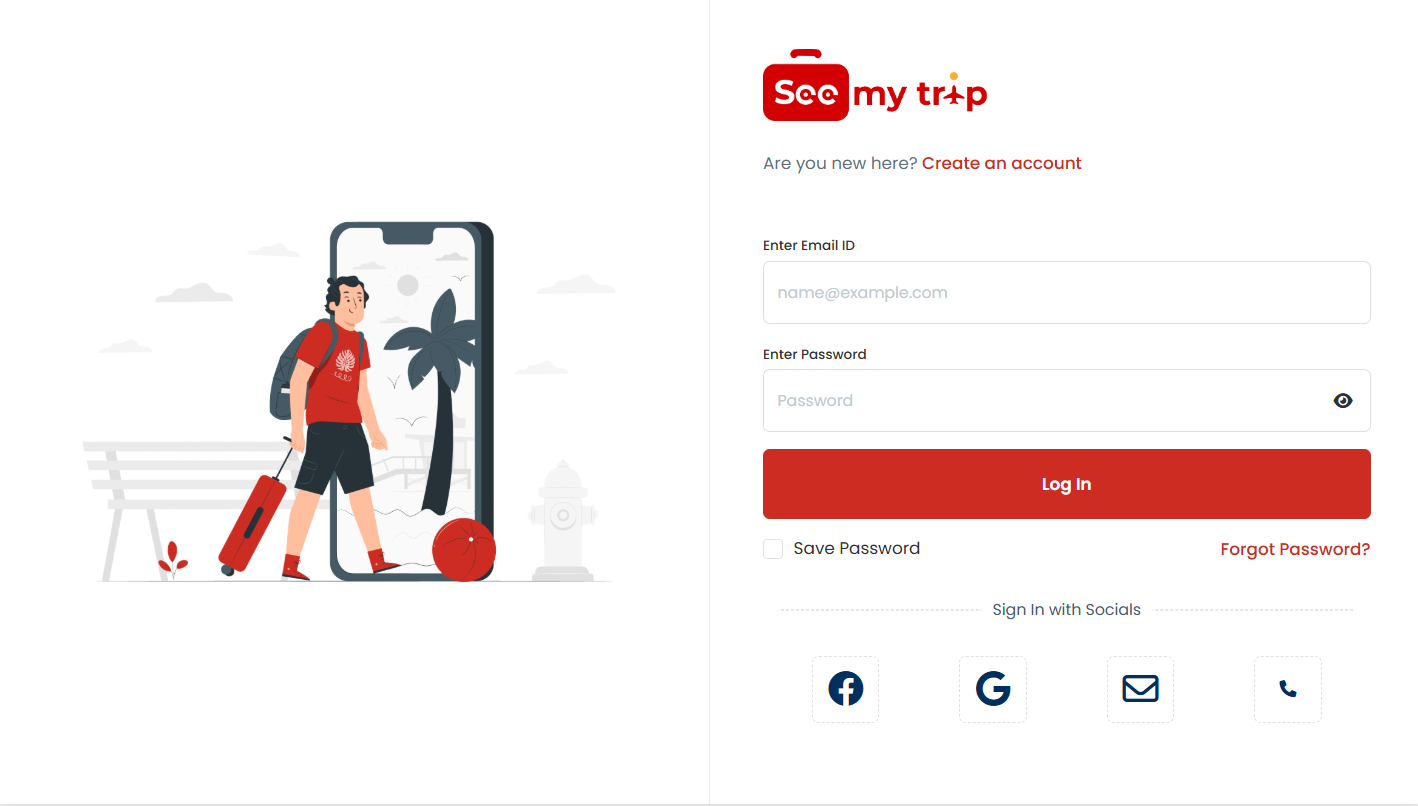 See my trip
Are you new here? Create an account
Enter Email ID
name@example.com
Enter Password
Password
Log In
Save Password
Forgot Password?
Sign In with Socials